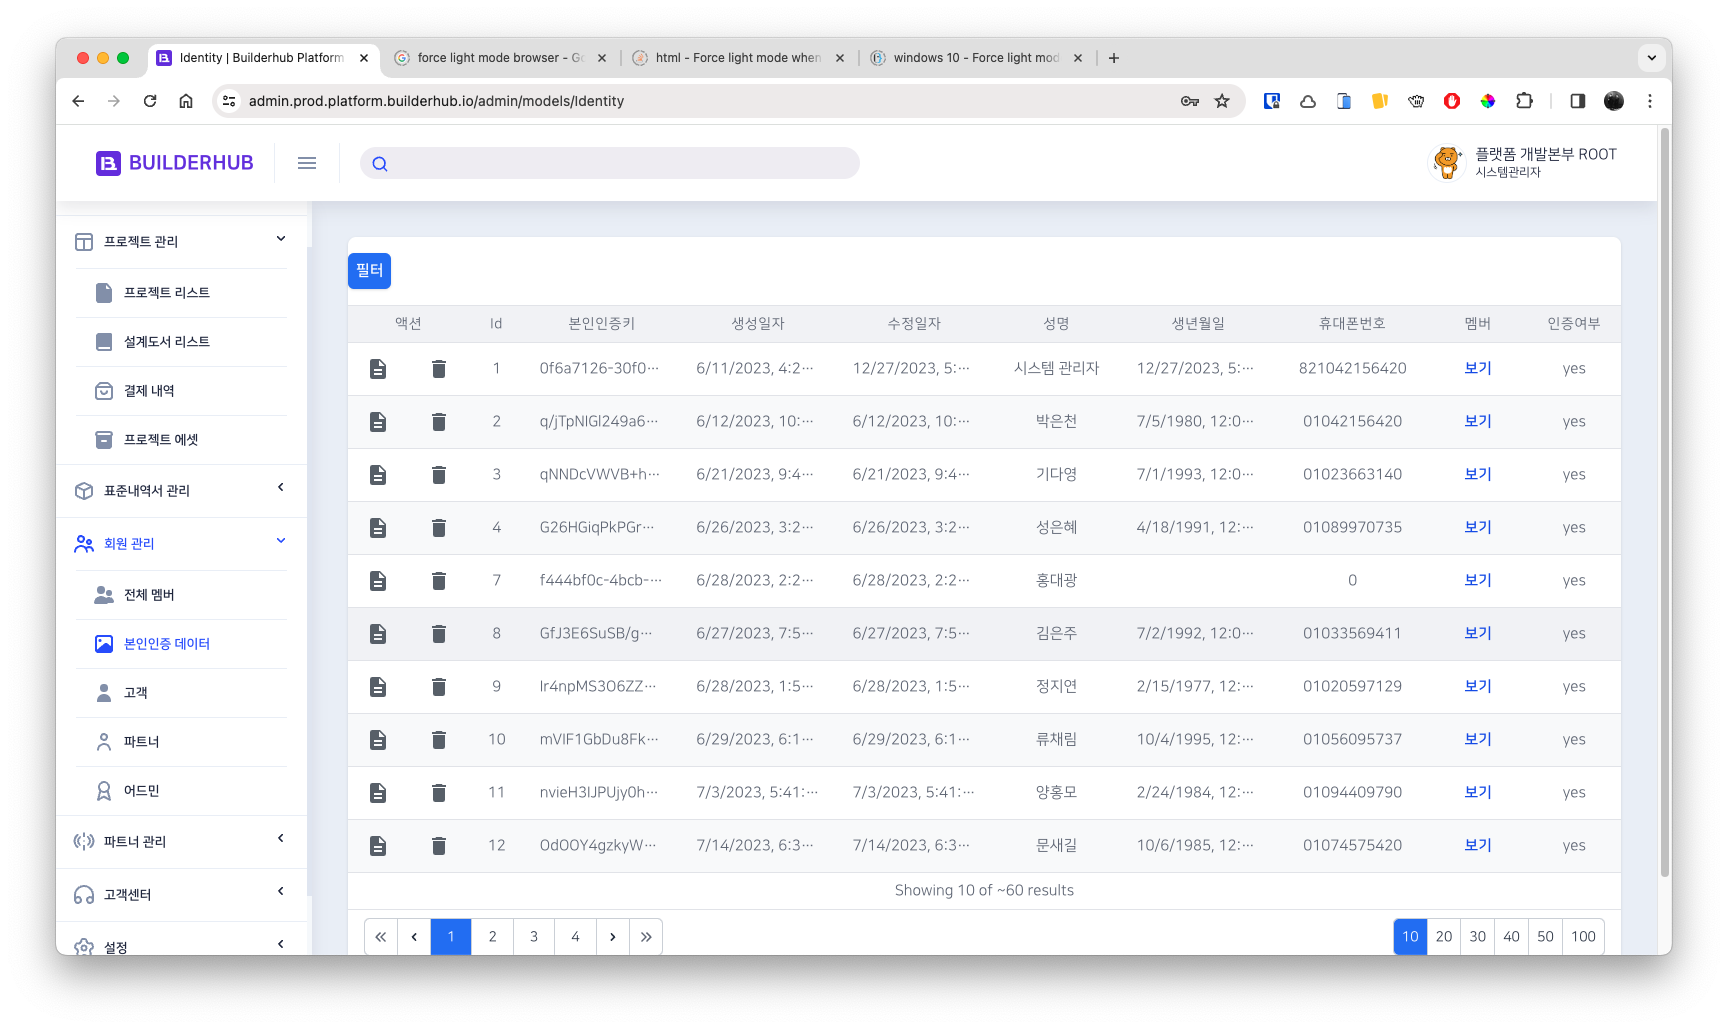 Identity | Builderhub Platform
force light mode browser - Go
html - Force light mode when
windows 10 - Force light mod
admin.prod.platform.builderhub.io/admin/models/Identity
BUILDERHUB
플랫폼 개발본부 ROOT
시스템관리자
프로젝트 관리
프로젝트 리스트
설계도서 리스트
결제 내역
프로젝트 에셋
표준내역서 관리
회원 관리
전체 멤버
본인인증 데이터
고객
파트너
어드민
파트너 관리
고객센터
설정
필터
액션 Id 본인인증키 생성일자 수정일자 성명 생년월일 휴대폰번호 멤버 인증여부
1 0f6a7126-30f0··· 6/11/2023, 4:2··· 12/27/2023, 5:··· 시스템 관리자 12/27/2023, 5:··· 821042156420 보기 yes
2 q/jTpNIGl249a6··· 6/12/2023, 10:··· 6/12/2023, 10:··· 박은천 7/5/1980, 12:0··· 01042156420 보기 yes
3 qNNDcVWVB+h··· 6/21/2023, 9:4··· 6/21/2023, 9:4··· 기다영 7/1/1993, 12:0··· 01023663140 보기 yes
4 G26HGiqPkPGr··· 6/26/2023, 3:2··· 6/26/2023, 3:2··· 성은혜 4/18/1991, 12:··· 01089970735 보기 yes
7 f444bf0c-4bcb-··· 6/28/2023, 2:2··· 6/28/2023, 2:2··· 홍대광 0 보기 yes
8 GfJ3E6SuSB/g··· 6/27/2023, 7:5··· 6/27/2023, 7:5··· 김은주 7/2/1992, 12:0··· 01033569411 보기 yes
9 Ir4npMS3O6ZZ··· 6/28/2023, 1:5··· 6/28/2023, 1:5··· 정지연 2/15/1977, 12:··· 01020597129 보기 yes
10 mVIF1GbDu8Fk··· 6/29/2023, 6:1··· 6/29/2023, 6:1··· 류채림 10/4/1995, 12:··· 01056095737 보기 yes
11 nvieH3IJPUjy0h··· 7/3/2023, 5:41:··· 7/3/2023, 5:41:··· 양홍모 2/24/1984, 12:··· 01094409790 보기 yes
12 OdOOY4gzkyW··· 7/14/2023, 6:3··· 7/14/2023, 6:3··· 문새길 10/6/1985, 12:··· 01074575420 보기 yes
Showing 10 of ~60 results
« ‹ 1 2 3 4 › »
10 20 30 40 50 100